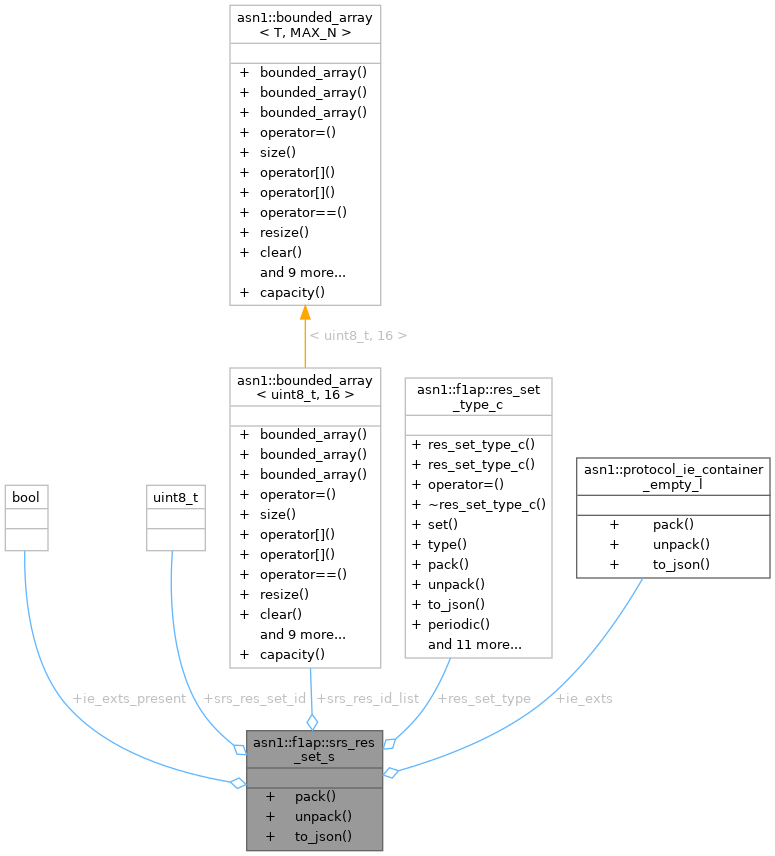 asn1::bounded_array
< T, MAX_N >
+ bounded_array()
+ bounded_array()
+ bounded_array()
+ operator=()
+ size()
+ operator[]()
+ operator[]()
+ operator==()
+ resize()
+ clear()
and 9 more...
+ capacity()
< uint8_t, 16 >
asn1::bounded_array
< uint8_t, 16 >
+ bounded_array()
+ bounded_array()
+ bounded_array()
+ operator=()
+ size()
+ operator[]()
+ operator[]()
+ operator==()
+ resize()
+ clear()
and 9 more...
+ capacity()
asn1::f1ap::res_set
_type_c
+ res_set_type_c()
+ res_set_type_c()
+ operator=()
+ ~res_set_type_c()
+ set()
+ type()
+ pack()
+ unpack()
+ to_json()
+ periodic()
and 11 more...
asn1::protocol_ie_container
_empty_l
+ pack()
+ unpack()
+ to_json()
bool
uint8_t
+ie_exts_present
+srs_res_set_id
+srs_res_id_list
+res_set_type
+ie_exts
asn1::f1ap::srs_res
_set_s
+ pack()
+ unpack()
+ to_json()